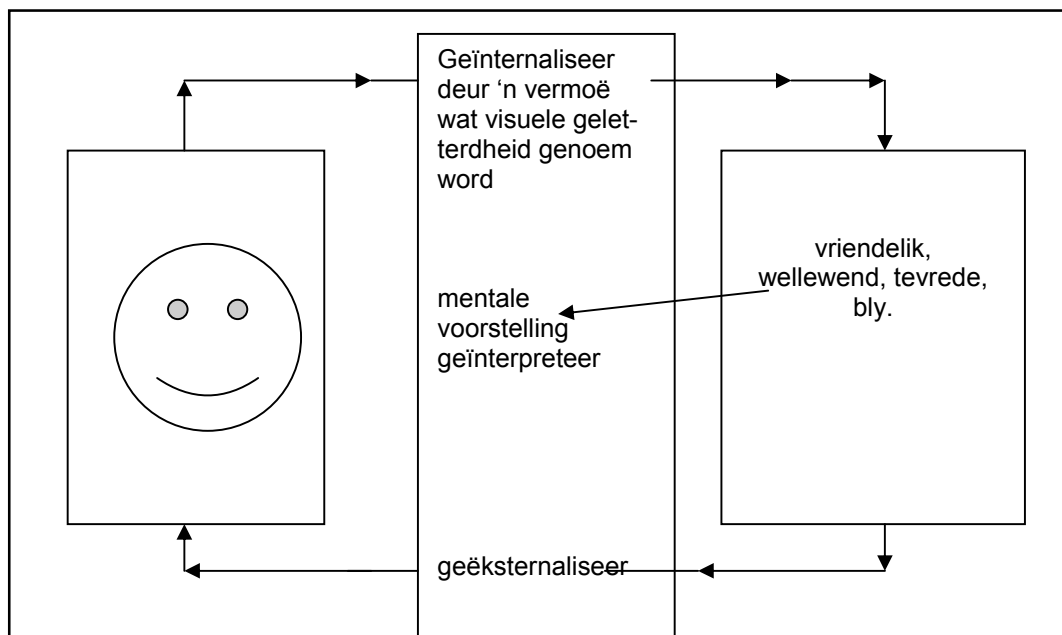 Geïnternaliseer
deur ‘n vermoë
wat visuele gelet-
terdheid genoem
word
vriendelik,
wellewend, tevrede,
bly.
mentale
voorstelling
geïnterpreteer
geëksternaliseer